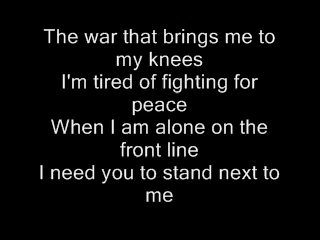 The war that brings me to
my knees
I'm tired of fighting for
peace
When I am alone on the
front line
I need you to stand next to
me